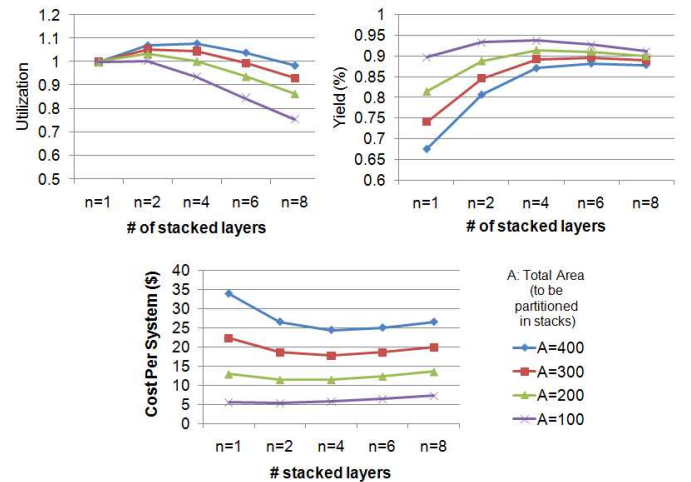 1.2
1.1
1
0.9
0.8
0.7
0.6
0.5
Utilization
n=1 n=2 n=4 n=6 n=8
# of stacked layers
1
0.95
0.9
0.85
0.8
0.75
0.7
0.65
0.6
Yield (%)
n=1 n=2 n=4 n=6 n=8
# of stacked layers
40
35
30
25
20
15
10
5
0
Cost Per System ($)
n=1 n=2 n=4 n=6 n=8
# stacked layers
A: Total Area
(to be
partitioned
in stacks)
A=400
A=300
A=200
A=100